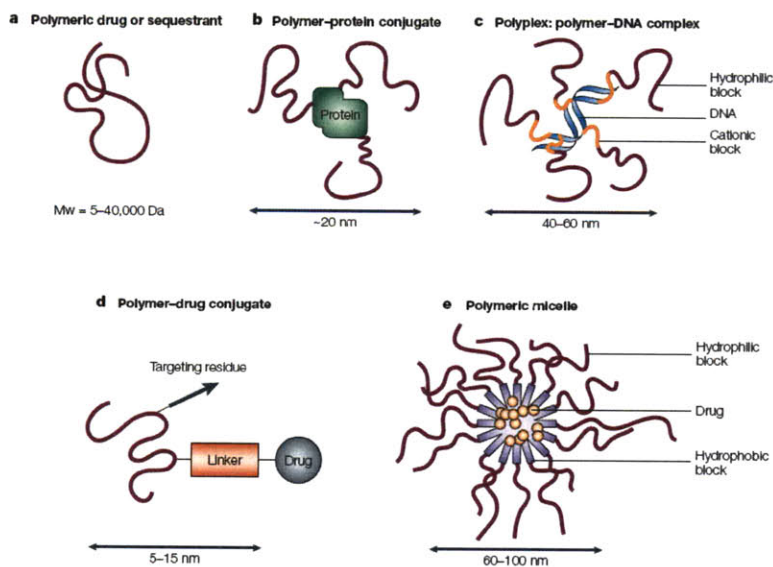 a Polymeric drug or sequestrant
b Polymer–protein conjugate
c Polyplex: polymer–DNA complex
Protein
Hydrophilic
block
DNA
Cationic
block
Mw = 5–40,000 Da
~20 nm
40–60 nm
d Polymer–drug conjugate
e Polymeric micelle
Targeting residue
Linker
Drug
Hydrophilic
block
Drug
Hydrophobic
block
5–15 nm
60–100 nm